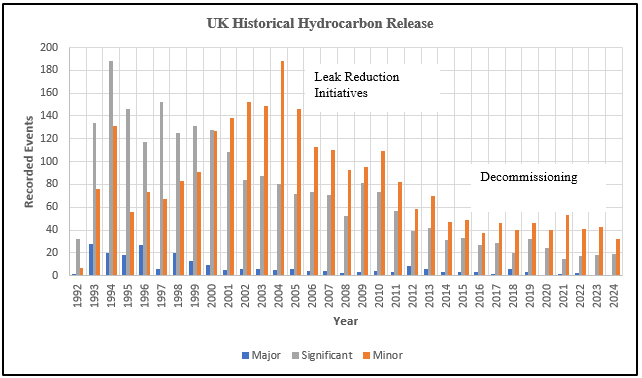 UK Historical Hydrocarbon Release
200
180
160
140
120
100
80
60
40
20
0
Recorded Events
Leak Reduction
Initiatives
Decommissioning
1992 1993 1994 1995 1996 1997 1998 1999 2000 2001 2002 2003 2004 2005 2006 2007 2008 2009 2010 2011 2012 2013 2014 2015 2016 2017 2018 2019 2020 2021 2022 2023 2024
Year
Major Significant Minor